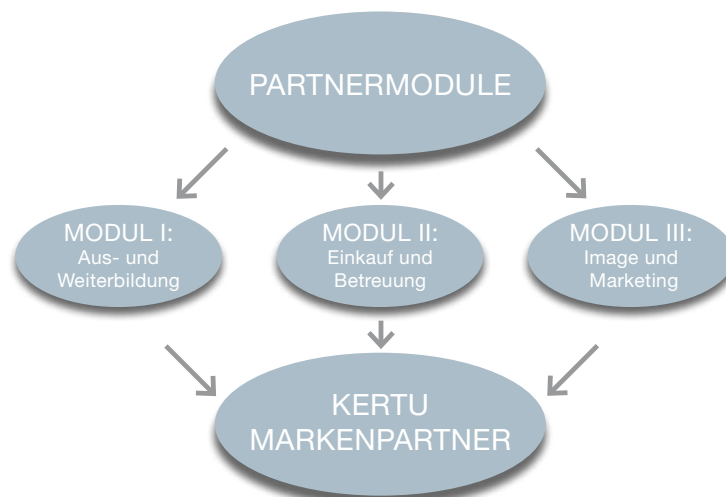 PARTNERMODULE
MODUL I:
Aus- und
Weiterbildung
MODUL II:
Einkauf und
Betreuung
MODUL III:
Image und
Marketing
KERTU
MARKENPARTNER